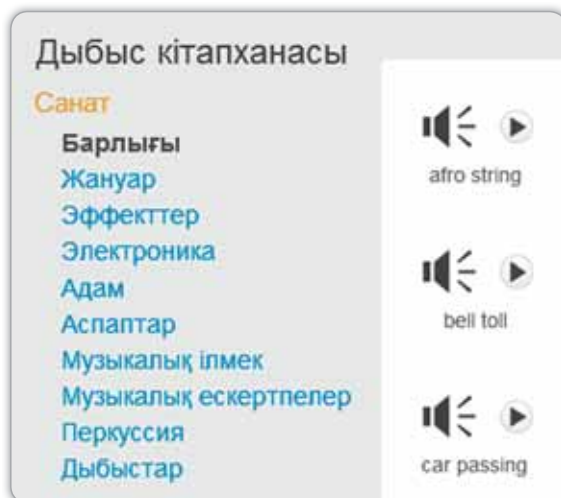 Дыбыс кітапханасы
Санат
Барлығы
Жануар
Эффекттер
Электроника
Адам
Аспаптар
Музыкалық ілмек
Музыкалық ескертпелер
Перкуссия
Дыбыстар
afro string
bell toll
car passing